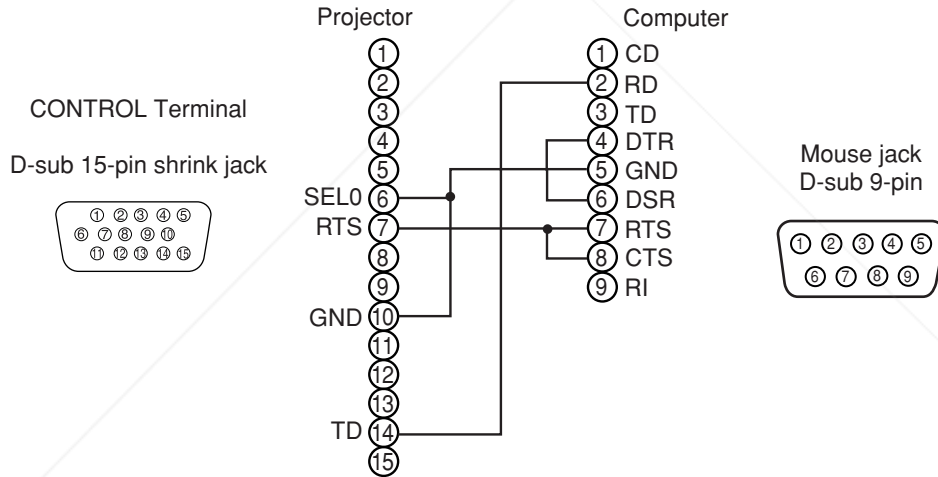 Projector
Computer
CONTROL Terminal
D-sub 15-pin shrink jack
① ② ③ ④ ⑤
⑥ ⑦ ⑧ ⑨ ⑩
⑪ ⑫ ⑬ ⑭ ⑮
①
②
③
④
⑤
SEL0 ⑥
RTS ⑦
⑧
⑨
GND ⑩
⑪
⑫
⑬
TD ⑭
⑮
① CD
② RD
③ TD
④ DTR
⑤ GND
⑥ DSR
⑦ RTS
⑧ CTS
⑨ RI
Mouse jack
D-sub 9-pin
① ② ③ ④ ⑤
⑥ ⑦ ⑧ ⑨